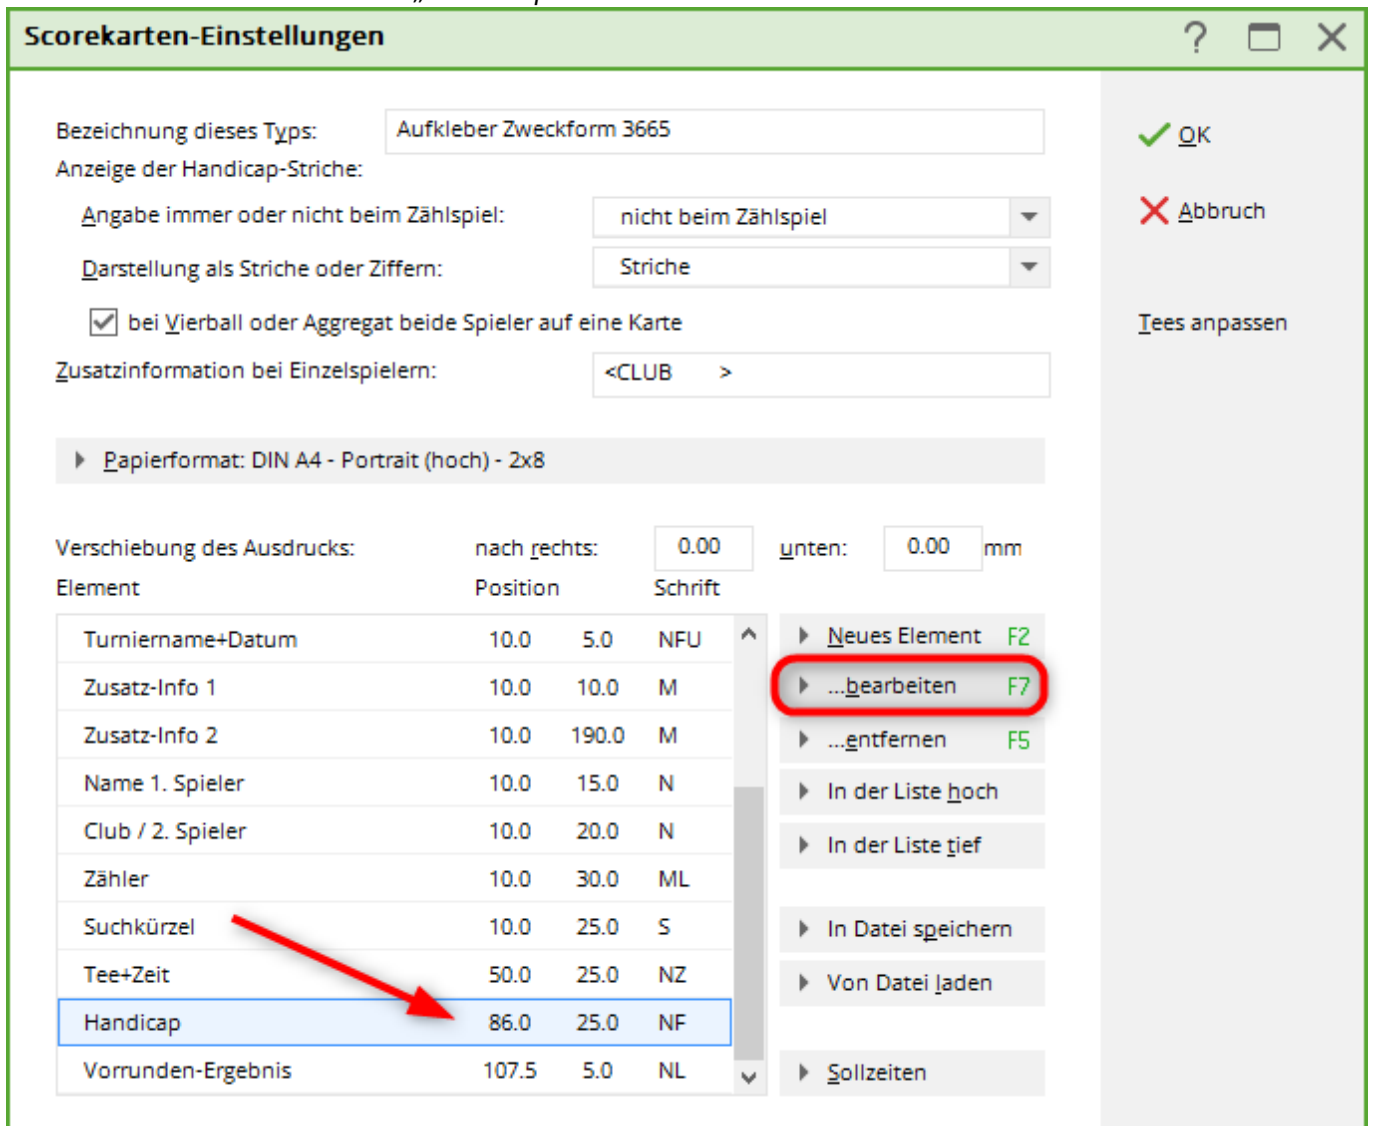 Scorekarten-Einstellungen ?
Bezeichnung dieses Typs: Aufkleber Zweckform 3665
OK
Anzeige der Handicap-Striche:
Angabe immer oder nicht beim Zählspiel: nicht beim Zählspiel
Abbruch
Darstellung als Striche oder Ziffern: Striche
bei Vierball oder Aggregat beide Spieler auf eine Karte
Tees anpassen
Zusatzinformation bei Einzelspielern: <CLUB >
Papierformat: DIN A4 - Portrait (hoch) - 2x8
Verschiebung des Ausdrucks: nach rechts: 0.00 unten: 0.00 mm
Element Position Schrift
Turniername+Datum 10.0 5.0 NFU
Neues Element F2
Zusatz-Info 1 10.0 10.0 M
...bearbeiten F7
Zusatz-Info 2 10.0 190.0 M
...entfernen F5
Name 1. Spieler 10.0 15.0 N
In der Liste hoch
Club / 2. Spieler 10.0 20.0 N
In der Liste tief
Zähler 10.0 30.0 ML
Suchkürzel 10.0 25.0 S
In Datei speichern
Tee+Zeit 50.0 25.0 NZ
Von Datei laden
Handicap 86.0 25.0 NF
Vorrunden-Ergebnis 107.5 5.0 NL
Sollzeiten